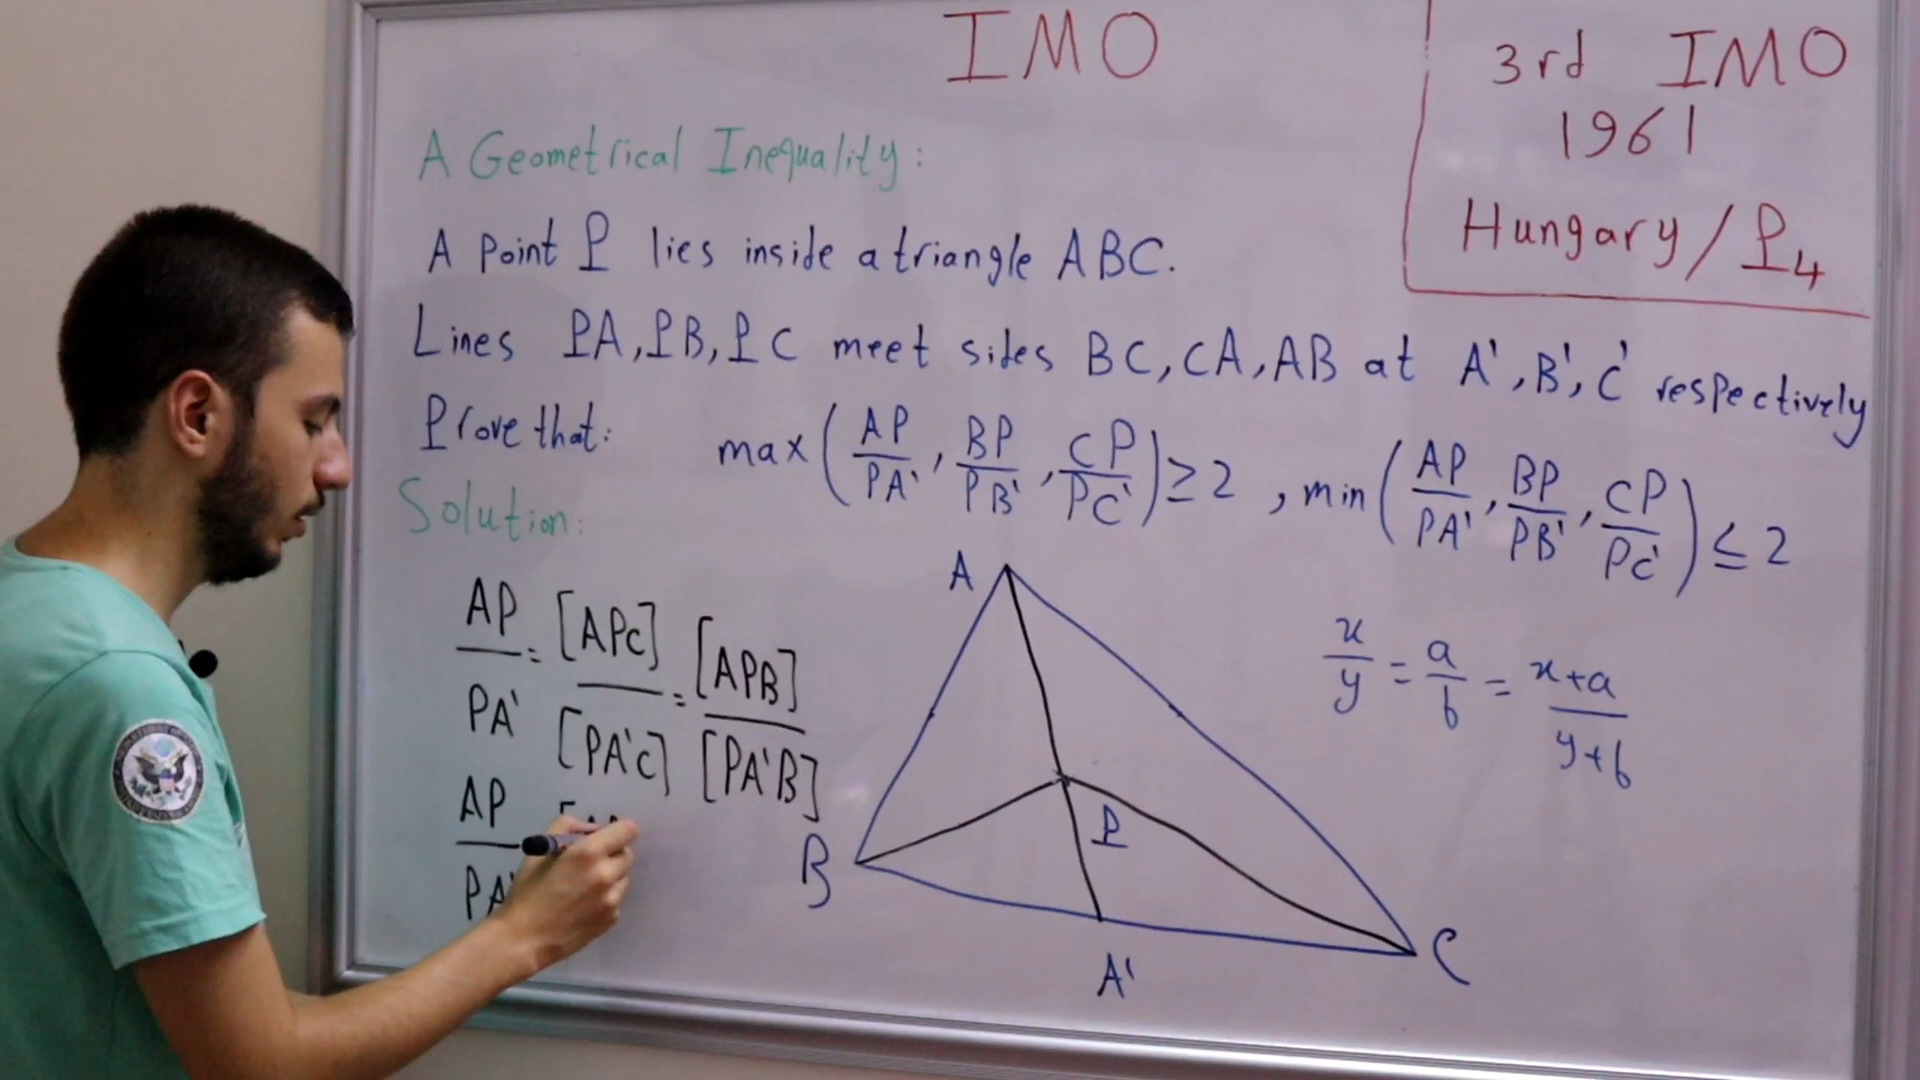 IMO
3rd IMO
1961
Hungary / P4
A Geometrical Inequality:
A Point P lies inside a triangle ABC.
Lines PA, PB, PC meet sides BC, CA, AB at A', B', C' respectively
Prove that: max(AP/PA', BP/PB', CP/PC') ≥ 2 , min(AP/PA', BP/PB', CP/PC') ≤ 2
Solution:
AP/PA' = [APC]/[PA'C] = [APB]/[PA'B]
AP/PA'
A
B
P
A'
C
x/y = a/b = x+a/y+b